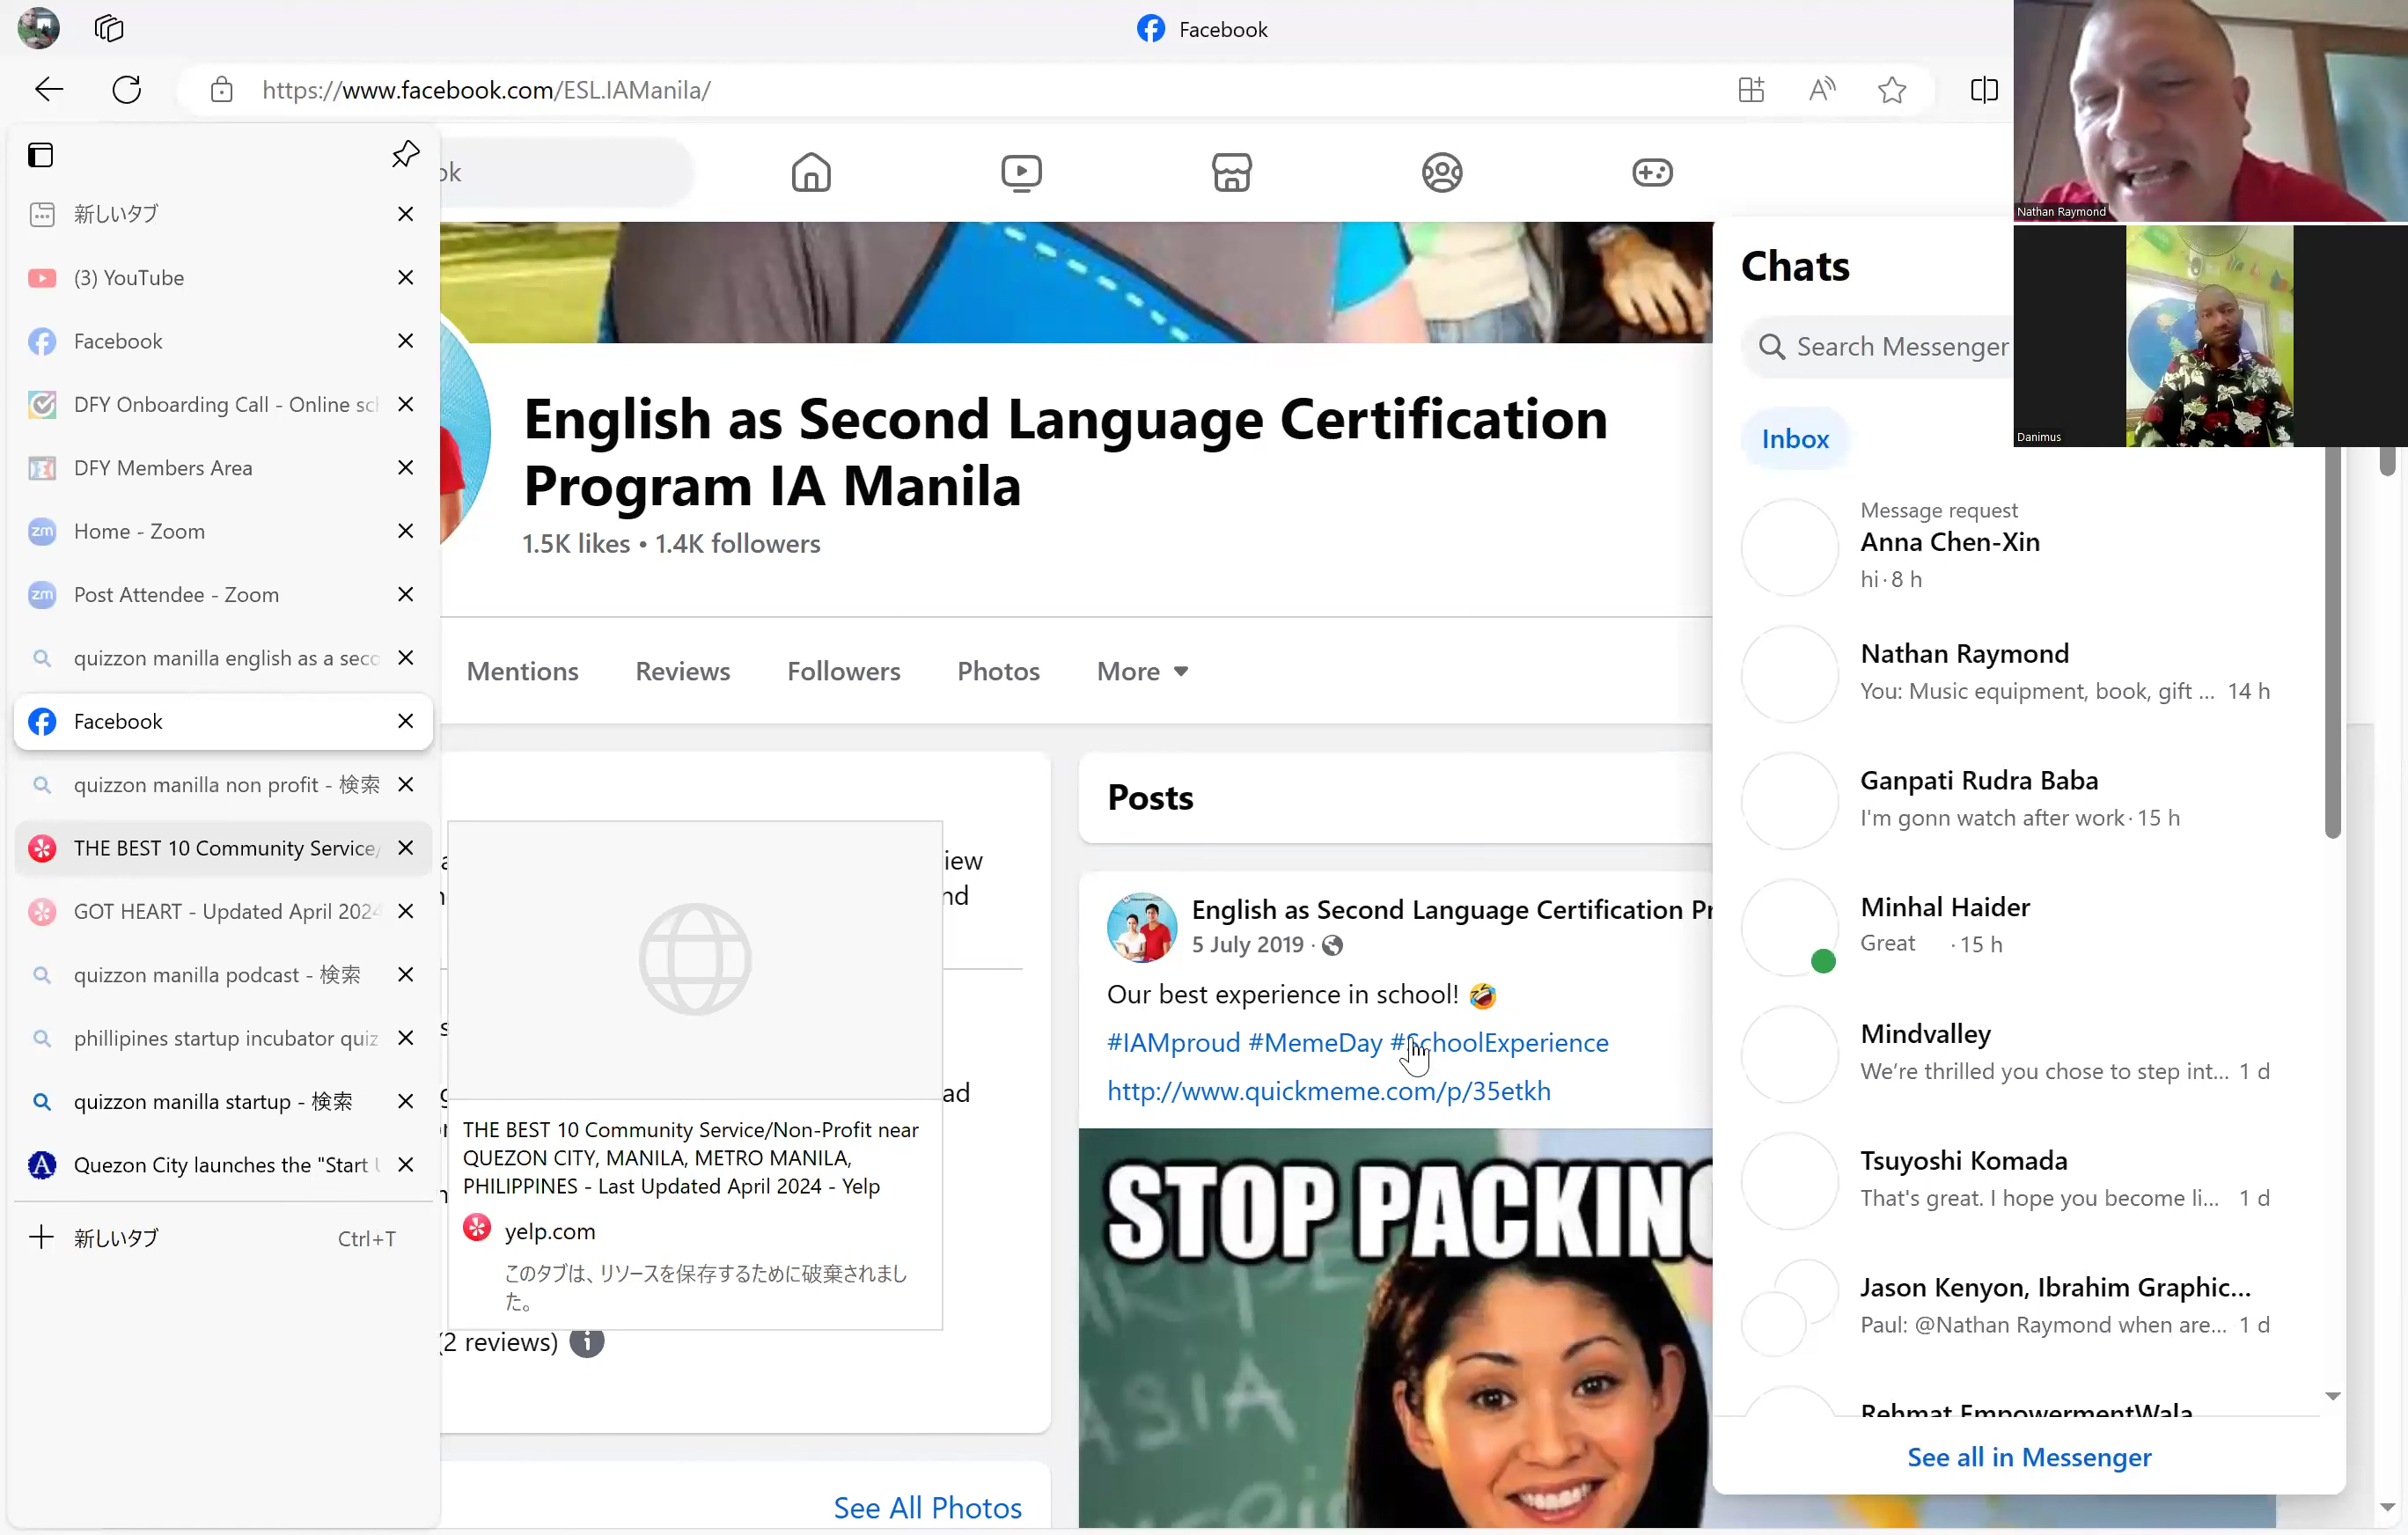 Facebook
https://www.facebook.com/ESL.IAManila/
ok
新しいタブ
(3) YouTube
Facebook
DFY Onboarding Call - Online sc
DFY Members Area
zm Home - Zoom
zm Post Attendee - Zoom
quizzon manilla english as a seco
Facebook
quizzon manilla non profit - 検索
THE BEST 10 Community Service/
GOT HEART - Updated April 2024
quizzon manilla podcast - 検索
phillipines startup incubator quiz
quizzon manilla startup - 検索
A Quezon City launches the "Start U
新しいタブ Ctrl+T
English as Second Language Certification
Program IA Manila
1.5K likes • 1.4K followers
Mentions Reviews Followers Photos More
iew
nd
ad
THE BEST 10 Community Service/Non-Profit near
QUEZON CITY, MANILA, METRO MANILA,
PHILIPPINES - Last Updated April 2024 - Yelp
yelp.com
このタブは、リソースを保存するために破棄されまし
た。
(2 reviews)
See All Photos
Posts
English as Second Language Certification Pr
5 July 2019 ·
Our best experience in school! 🤣
#IAMproud #MemeDay #SchoolExperience
http://www.quickmeme.com/p/35etkh
STOP PACKING
ASIA
Chats
Search Messenger
Inbox
Message request
Anna Chen-Xin
hi · 8 h
Nathan Raymond
You: Music equipment, book, gift ... 14 h
Ganpati Rudra Baba
I'm gonn watch after work · 15 h
Minhal Haider
Great · 15 h
Mindvalley
We’re thrilled you chose to step int... 1 d
Tsuyoshi Komada
That's great. I hope you become li... 1 d
Jason Kenyon, Ibrahim Graphic...
Paul: @Nathan Raymond when are... 1 d
Rehmat EmpowermentWala
See all in Messenger
Nathan Raymond
Danimus